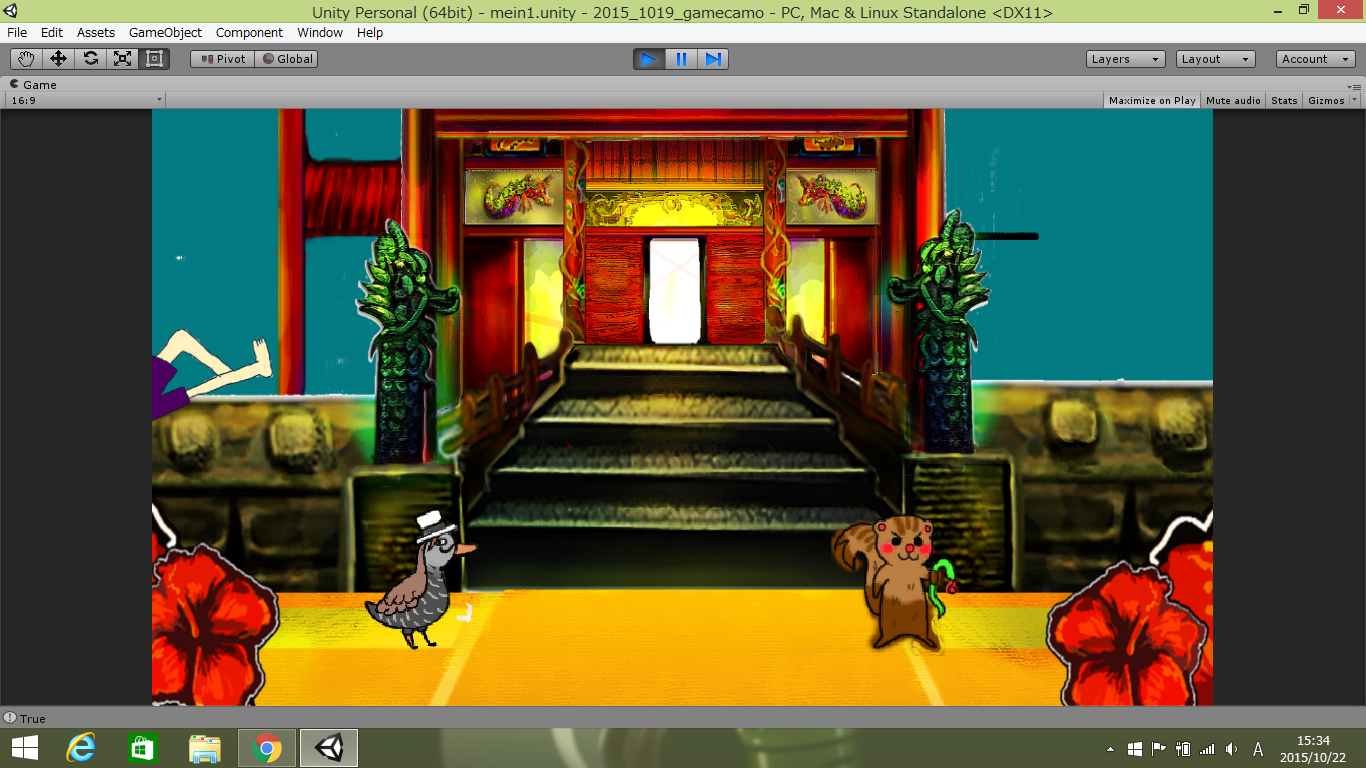 Unity Personal (64bit) - mein1.unity - 2015_1019_gamecamo - PC, Mac & Linux Standalone <DX11>
File Edit Assets GameObject Component Window Help
Pivot Global Layers Layout Account
Game
16:9 Maximize on Play Mute audio Stats Gizmos
True
A 15:34
2015/10/22